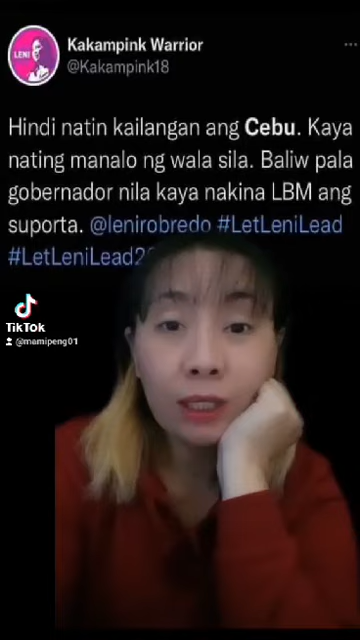 LENI
Kakampink Warrior
@Kakampink18
Hindi natin kailangan ang Cebu. Kaya
nating manalo ng wala sila. Baliw pala
gobernador nila kaya nakina LBM ang
suporta. @lenirobredo #LetLeniLead
#LetLeniLead2
TikTok
@mamipeng01